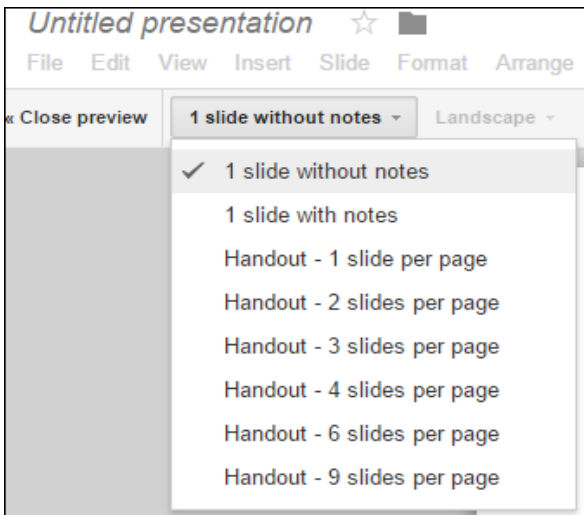 Untitled presentation
File Edit View Insert Slide Format Arrange
« Close preview 1 slide without notes Landscape
1 slide without notes
1 slide with notes
Handout - 1 slide per page
Handout - 2 slides per page
Handout - 3 slides per page
Handout - 4 slides per page
Handout - 6 slides per page
Handout - 9 slides per page